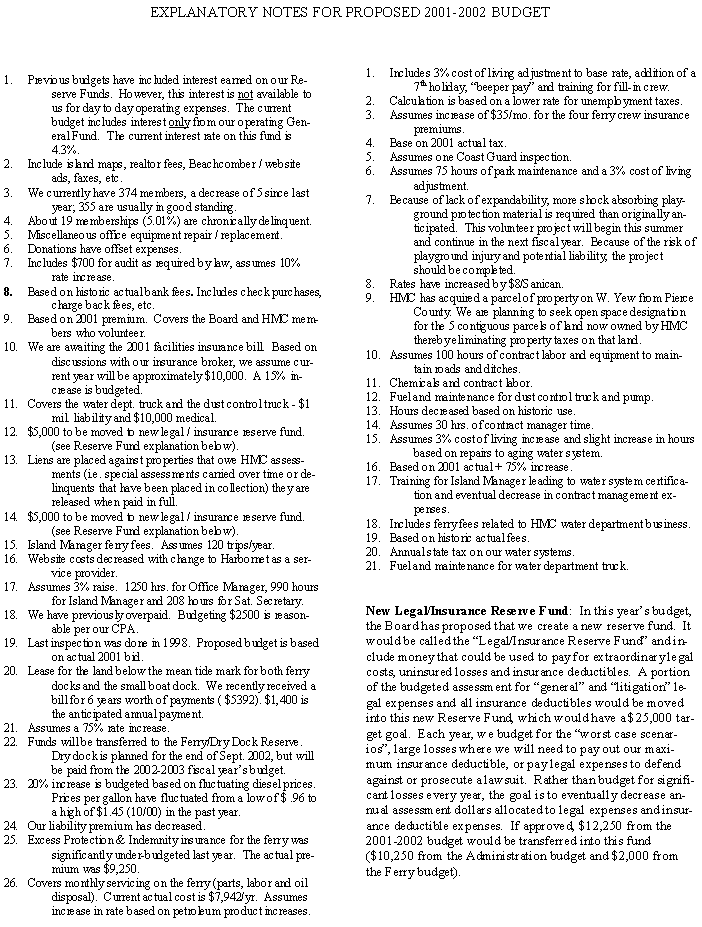 EXPLANATORY NOTES FOR PROPOSED 2001-2002 BUDGET
1. Previous budgets have included interest earned on our Re-
serve Funds. However, this interest is not available to
us for day to day operating expenses. The current
budget includes interest only from our operating Gen-
eral Fund. The current interest rate on this fund is
4.3%.
2. Include island maps, realtor fees, Beachcomber / website
ads, faxes, etc.
3. We currently have 374 members, a decrease of 5 since last
year; 355 are usually in good standing.
4. About 19 memberships (5.01%) are chronically delinquent.
5. Miscellaneous office equipment repair / replacement.
6. Donations have offset expenses.
7. Includes $700 for audit as required by law, assumes 10%
rate increase.
8. Based on historic actual bank fees. Includes check purchases,
charge back fees, etc.
9. Based on 2001 premium. Covers the Board and HMC mem-
bers who volunteer.
10. We are awaiting the 2001 facilities insurance bill. Based on
discussions with our insurance broker, we assume cur-
rent year will be approximately $10,000. A 15% in-
crease is budgeted.
11. Covers the water dept. truck and the dust control truck - $1
mil. liability and $10,000 medical.
12. $5,000 to be moved to new legal / insurance reserve fund.
(see Reserve Fund explanation below).
13. Liens are placed against properties that owe HMC assess-
ments (i.e. special assessments carried over time or de-
linquents that have been placed in collection) they are
released when paid in full.
14. $5,000 to be moved to new legal / insurance reserve fund.
(see Reserve Fund explanation below).
15. Island Manager ferry fees. Assumes 120 trips/year.
16. Website costs decreased with change to Harbornet as a ser-
vice provider.
17. Assumes 3% raise. 1250 hrs. for Office Manager, 990 hours
for Island Manager and 208 hours for Sat. Secretary.
18. We have previously overpaid. Budgeting $2500 is reason-
able per our CPA.
19. Last inspection was done in 1998. Proposed budget is based
on actual 2001 bid.
20. Lease for the land below the mean tide mark for both ferry
docks and the small boat dock. We recently received a
bill for 6 years worth of payments ( $5392). $1,400 is
the anticipated annual payment.
21. Assumes a 75% rate increase.
22. Funds will be transferred to the Ferry/Dry Dock Reserve.
Dry dock is planned for the end of Sept. 2002, but will
be paid from the 2002-2003 fiscal year's budget.
23. 20% increase is budgeted based on fluctuating diesel prices.
Prices per gallon have fluctuated from a low of $ .96 to
a high of $1.45 (10/00) in the past year.
24. Our liability premium has decreased.
25. Excess Protection & Indemnity insurance for the ferry was
significantly under-budgeted last year. The actual pre-
mium was $9,250.
26. Covers monthly servicing on the ferry (parts, labor and oil
disposal). Current actual cost is $7,942/yr. Assumes
increase in rate based on petroleum product increases.
1. Includes 3% cost of living adjustment to base rate, addition of a
7th holiday, "beeper pay" and training for fill-in crew.
2. Calculation is based on a lower rate for unemployment taxes.
3. Assumes increase of $35/mo. for the four ferry crew insurance
premiums.
4. Base on 2001 actual tax.
5. Assumes one Coast Guard inspection.
6. Assumes 75 hours of park maintenance and a 3% cost of living
adjustment.
7. Because of lack of expandability, more shock absorbing play-
ground protection material is required than originally an-
ticipated. This volunteer project will begin this summer
and continue in the next fiscal year. Because of the risk of
playground injury and potential liability, the project
should be completed.
8. Rates have increased by $8/Sanican.
9. HMC has acquired a parcel of property on W. Yew from Pierce
County. We are planning to seek open space designation
for the 5 contiguous parcels of land now owned by HMC
thereby eliminating property taxes on that land.
10. Assumes 100 hours of contract labor and equipment to main-
tain roads and ditches.
11. Chemicals and contract labor.
12. Fuel and maintenance for dust control truck and pump.
13. Hours decreased based on historic use.
14. Assumes 30 hrs. of contract manager time.
15. Assumes 3% cost of living increase and slight increase in hours
based on repairs to aging water system.
16. Based on 2001 actual + 75% increase.
17. Training for Island Manager leading to water system certifica-
tion and eventual decrease in contract management ex-
penses.
18. Includes ferry fees related to HMC water department business.
19. Based on historic actual fees.
20. Annual state tax on our water systems.
21. Fuel and maintenance for water department truck.
New Legal/Insurance Reserve Fund: In this year's budget,
the Board has proposed that we create a new reserve fund. It
would be called the "Legal/Insurance Reserve Fund" and in-
clude money that could be used to pay for extraordinary legal
costs, uninsured losses and insurance deductibles. A portion
of the budgeted assessment for "general" and "litigation" le-
gal expenses and all insurance deductibles would be moved
into this new Reserve Fund, which would have a $25,000 tar-
get goal. Each year, we budget for the "worst case scenar-
ios", large losses where we will need to pay out our maxi-
mum insurance deductible, or pay legal expenses to defend
against or prosecute a lawsuit. Rather than budget for signifi-
cant losses every year, the goal is to eventually decrease an-
nual assessment dollars allocated to legal expenses and insur-
ance deductible expenses. If approved, $12,250 from the
2001-2002 budget would be transferred into this fund
($10,250 from the Administration budget and $2,000 from
the Ferry budget).